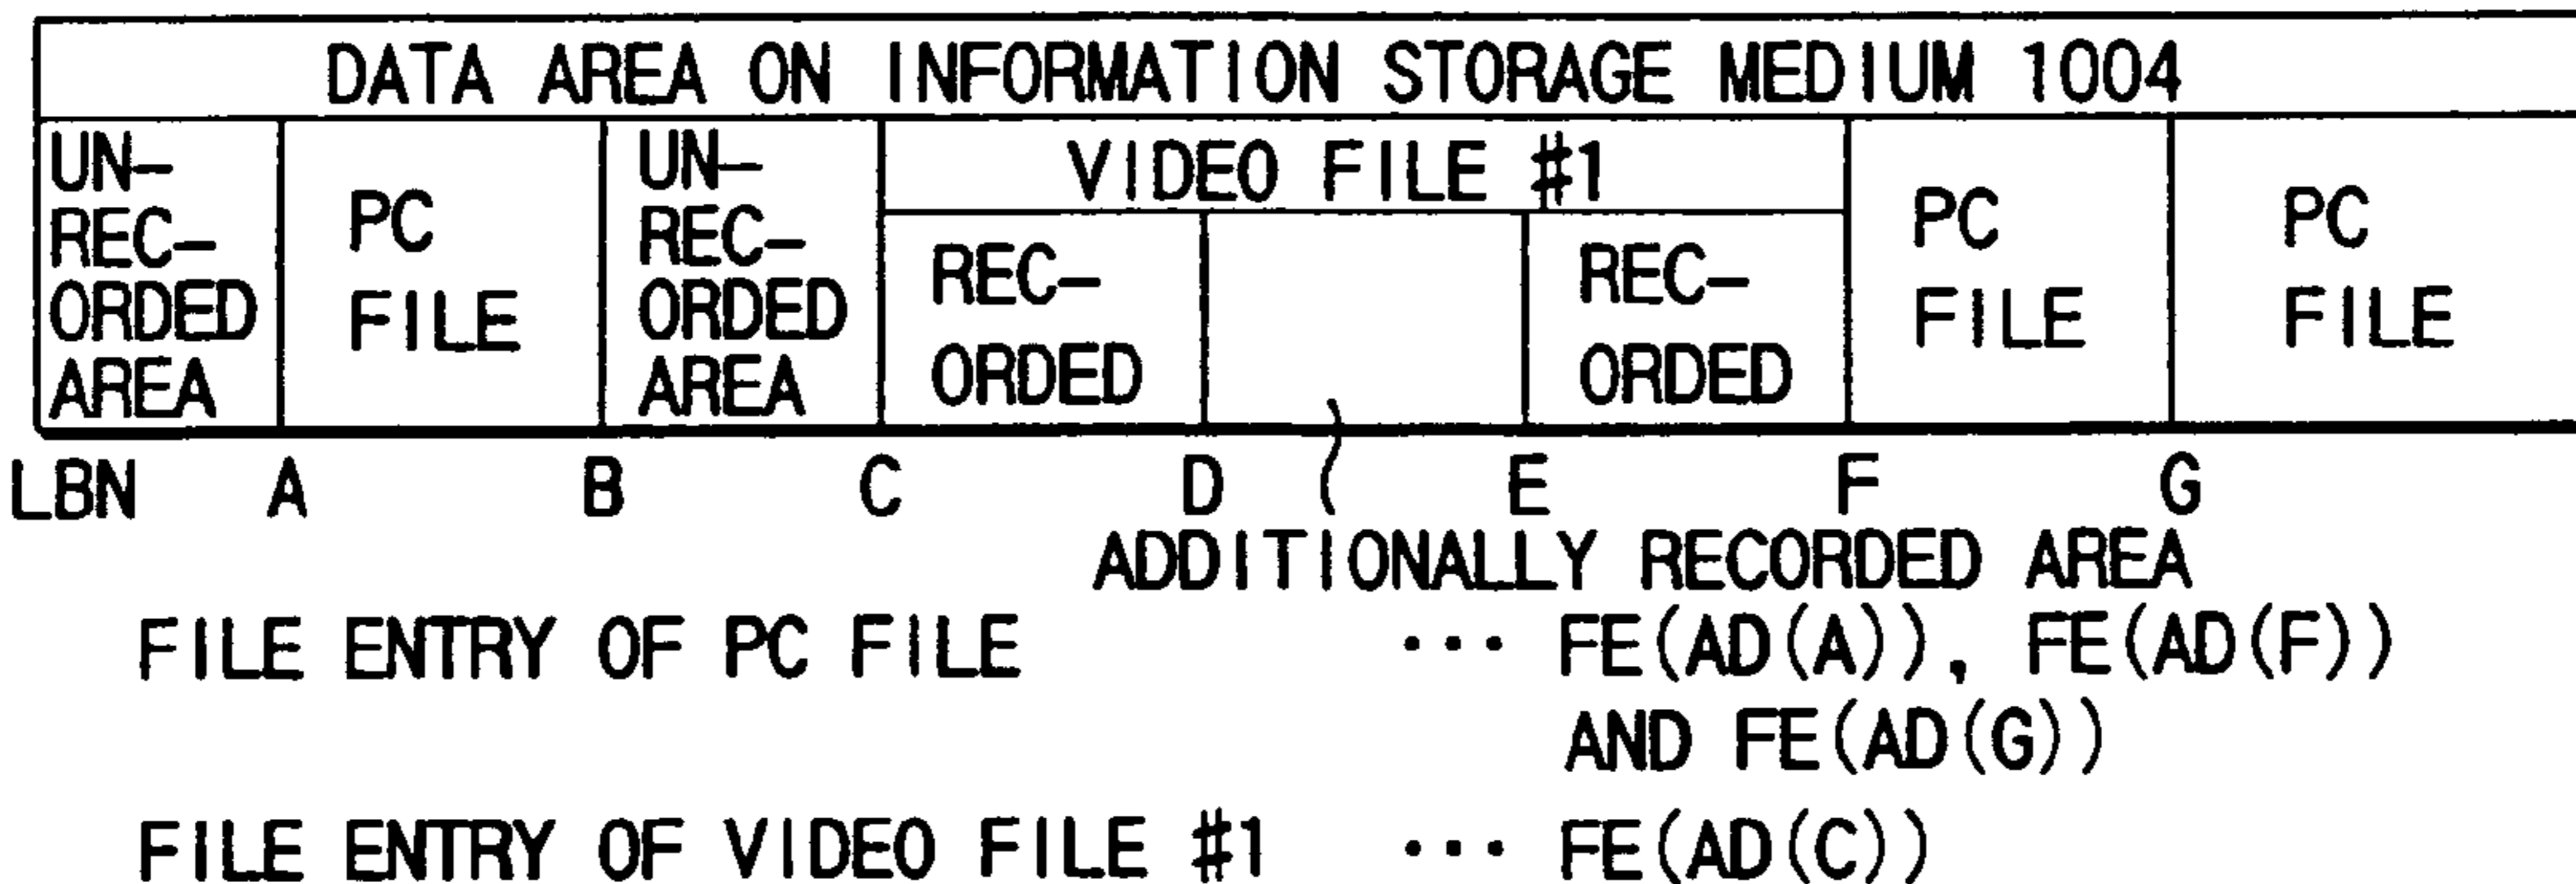 DATA AREA ON INFORMATION STORAGE MEDIUM 1004
UN-
REC-
ORDED
AREA
PC
FILE
UN-
REC-
ORDED
AREA
VIDEO FILE #1
REC-
ORDED
REC-
ORDED
PC
FILE
PC
FILE
LBN A B C D E F G
ADDITIONALLY RECORDED AREA
FILE ENTRY OF PC FILE ··· FE(AD(A)), FE(AD(F))
AND FE(AD(G))
FILE ENTRY OF VIDEO FILE #1 ··· FE(AD(C))